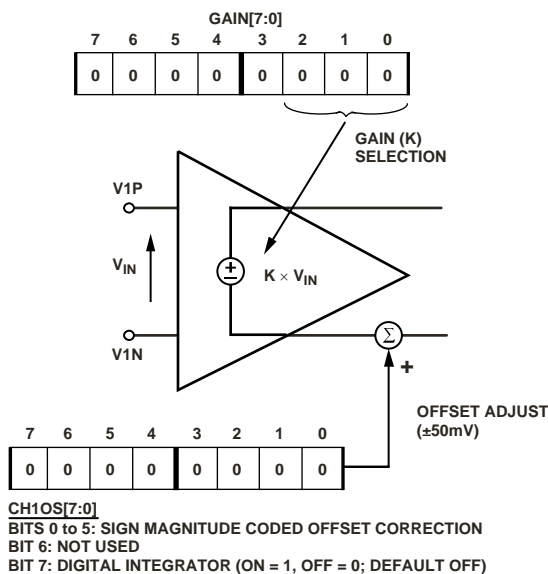 GAIN[7:0]
7 6 5 4 3 2 1 0
0 0 0 0 0 0 0 0
GAIN (K)
SELECTION
V1P
VIN
K × VIN
V1N
Σ
+
OFFSET ADJUST
(±50mV)
7 6 5 4 3 2 1 0
0 0 0 0 0 0 0 0
CH1OS[7:0]
BITS 0 to 5: SIGN MAGNITUDE CODED OFFSET CORRECTION
BIT 6: NOT USED
BIT 7: DIGITAL INTEGRATOR (ON = 1, OFF = 0; DEFAULT OFF)